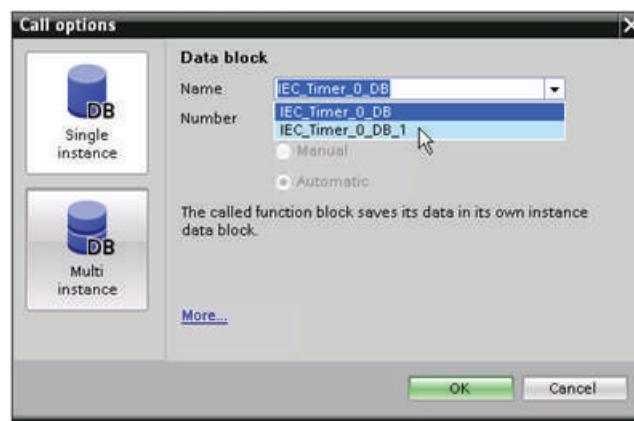 Call options
DB
Single
instance
DB
Multi
instance
Data block
Name IEC_Timer_0_DB
IEC_Timer_0_DB
IEC_Timer_0_DB_1
Number
Manual
Automatic
The called function block saves its data in its own instance
data block.
More...
OK Cancel